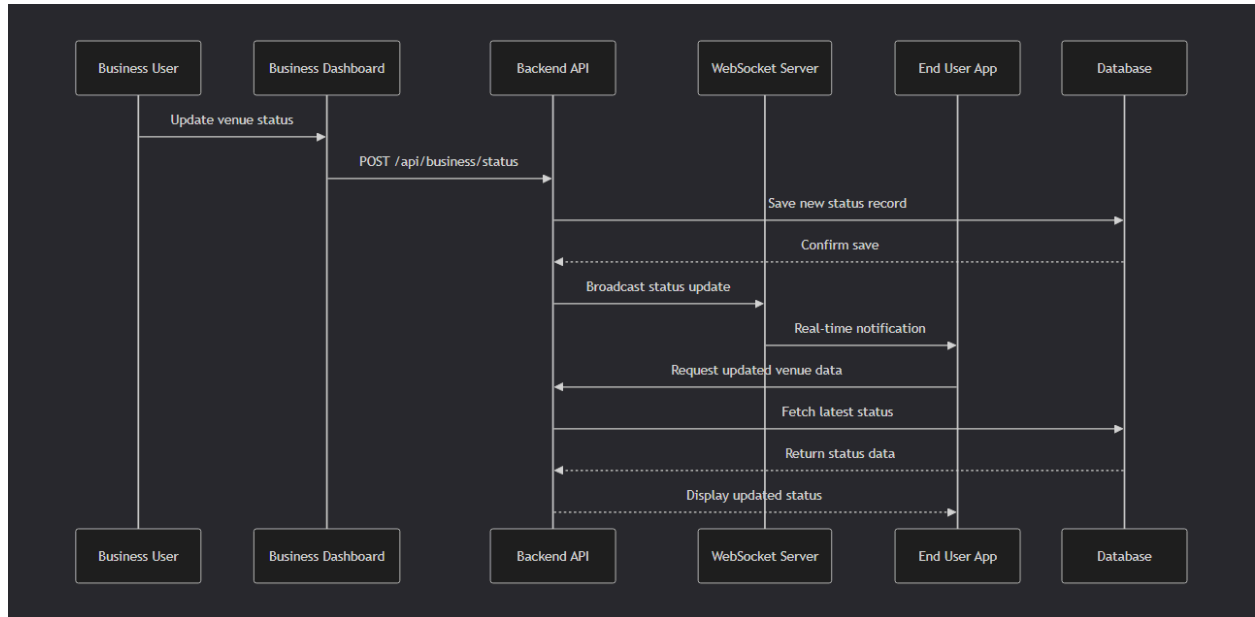 Business User
Business Dashboard
Backend API
WebSocket Server
End User App
Database
Update venue status
POST /api/business/status
Save new status record
Confirm save
Broadcast status update
Real-time notification
Request updated venue data
Fetch latest status
Return status data
Display updated status
Business User
Business Dashboard
Backend API
WebSocket Server
End User App
Database